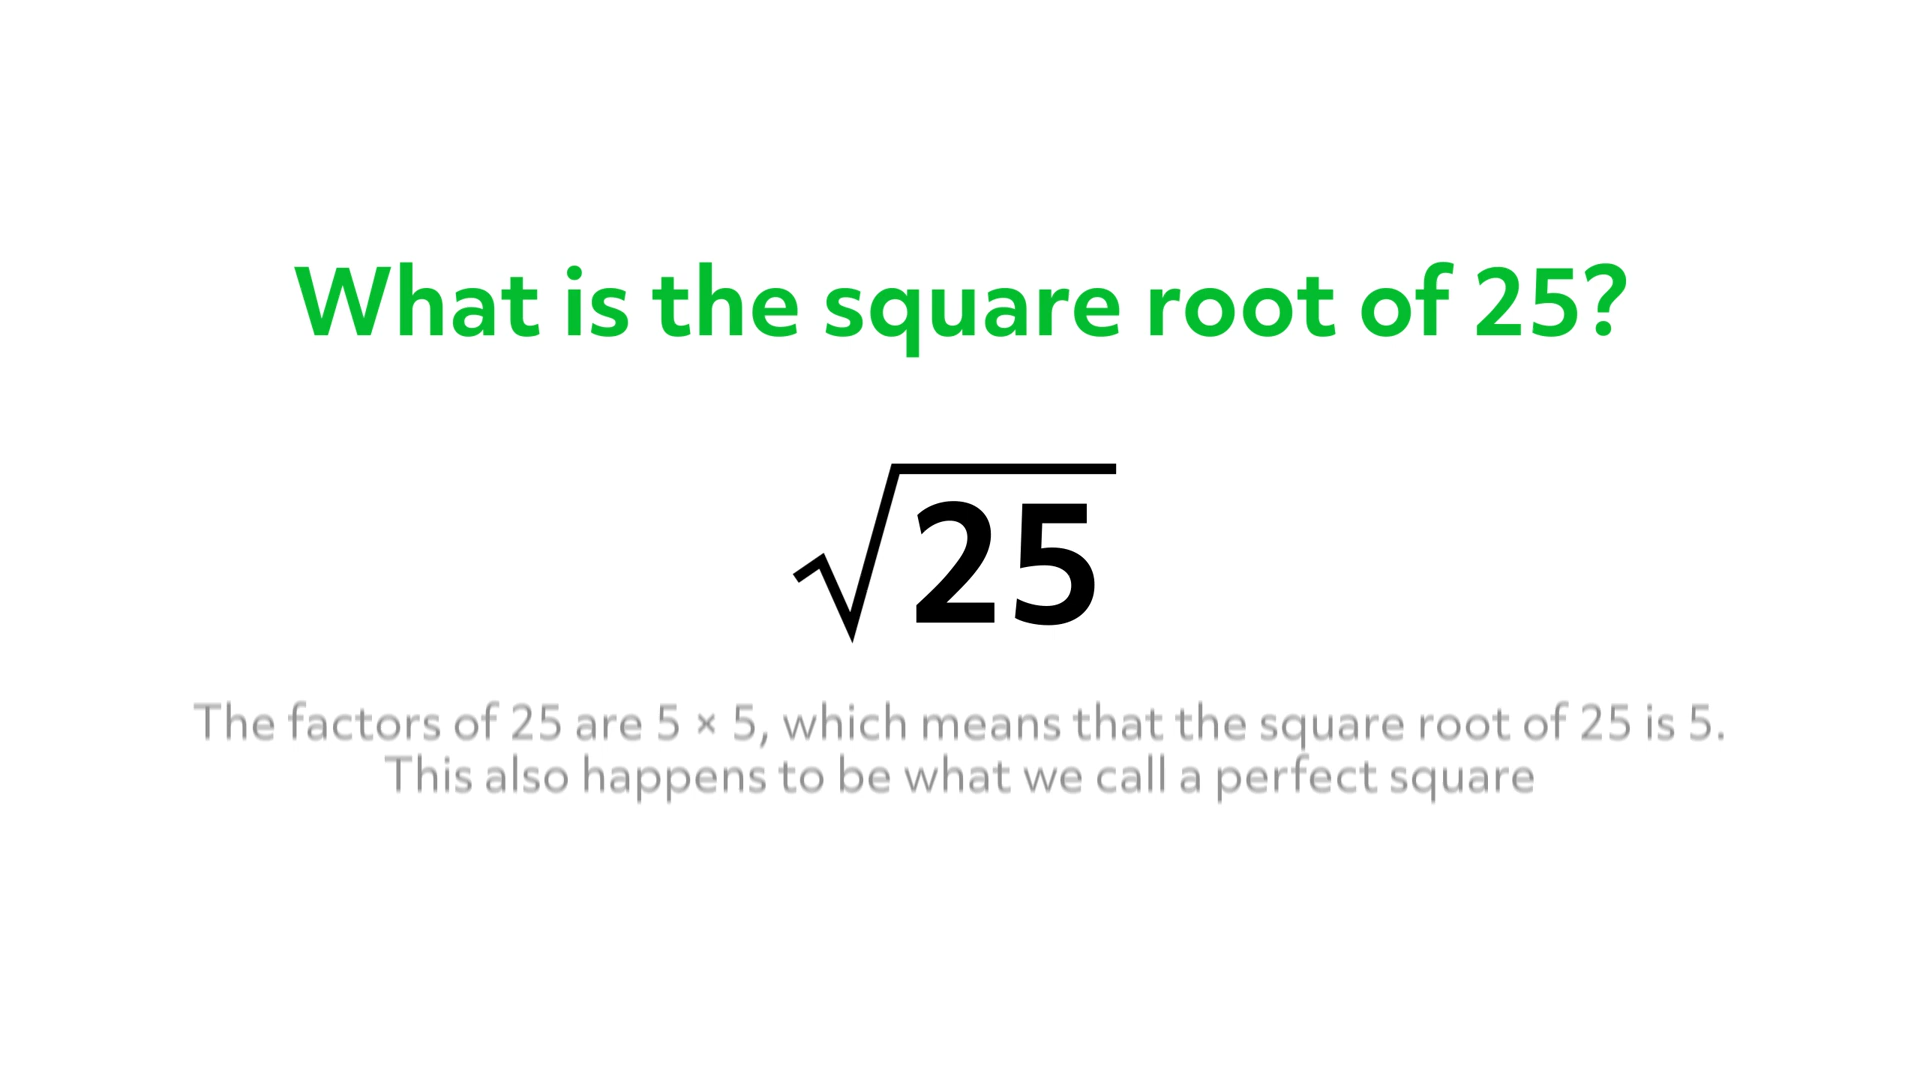 What is the square root of 25?
√25
The factors of 25 are 5 × 5, which means that the square root of 25 is 5.
This also happens to be what we call a perfect square